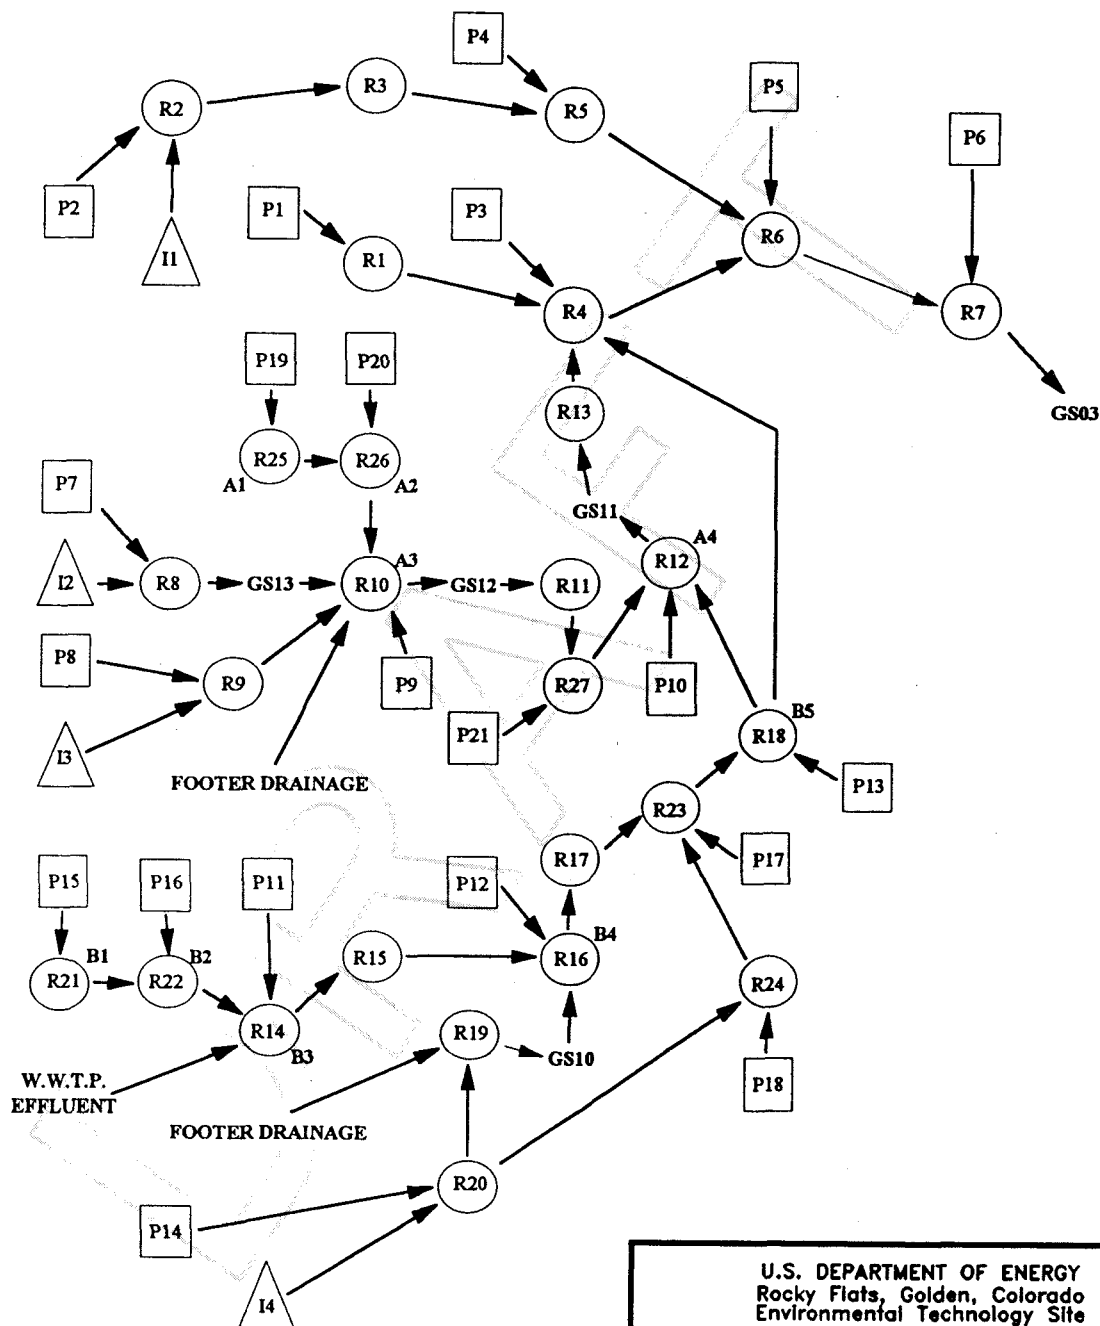 P4
R3
P5
R2
R5
P6
P2
P1
P3
R6
I1
R1
R4
R7
P19
P20
R13
GS03
R25
R26
A1
A2
P7
GS11
A4
I2
R8
GS13
A3
R10
GS12
R11
R12
P8
R9
P9
R27
P10
I3
P21
B5
R18
FOOTER DRAINAGE
P13
R23
R17
P17
P15
P16
P11
P12
B4
R21
B1
R22
B2
R15
R16
R24
R14
B3
R19
GS10
W.W.T.P.
EFFLUENT
P18
FOOTER DRAINAGE
R20
P14
I4
DRAFT
U.S. DEPARTMENT OF ENERGY
Rocky Flats, Golden, Colorado
Environmental Technology Site